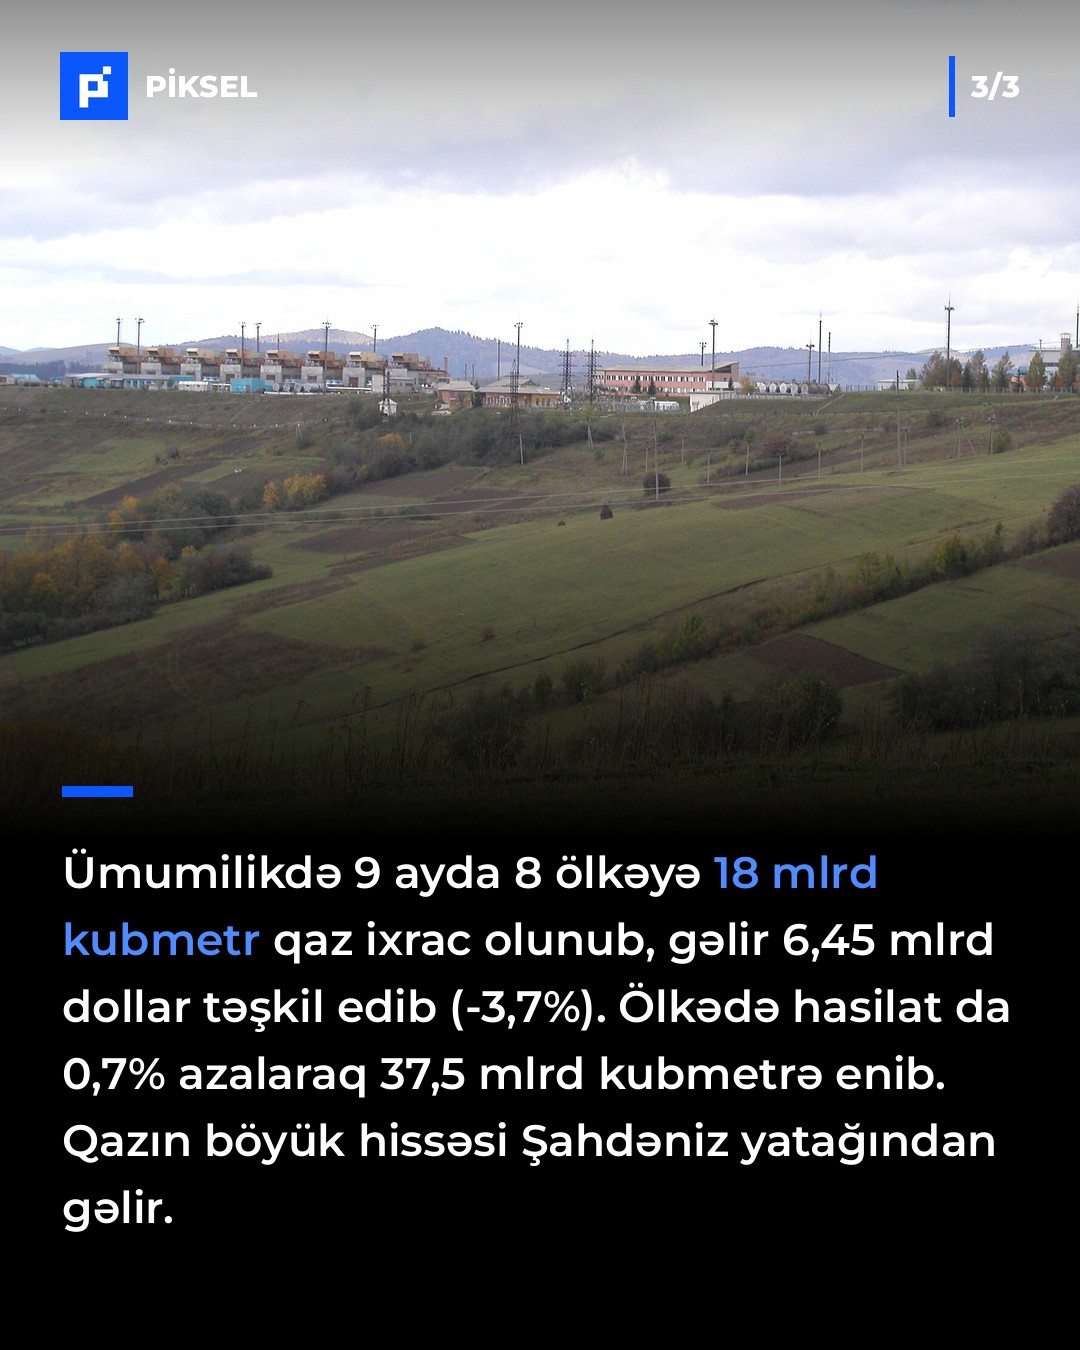 PİKSEL
3/3
Ümumilikdə 9 ayda 8 ölkəyə 18 mlrd
kubmetr qaz ixrac olunub, gəlir 6,45 mlrd
dollar təşkil edib (-3,7%). Ölkədə hasilat da
0,7% azalaraq 37,5 mlrd kubmetrə enib.
Qazın böyük hissəsi Şahdəniz yatağından
gəlir.